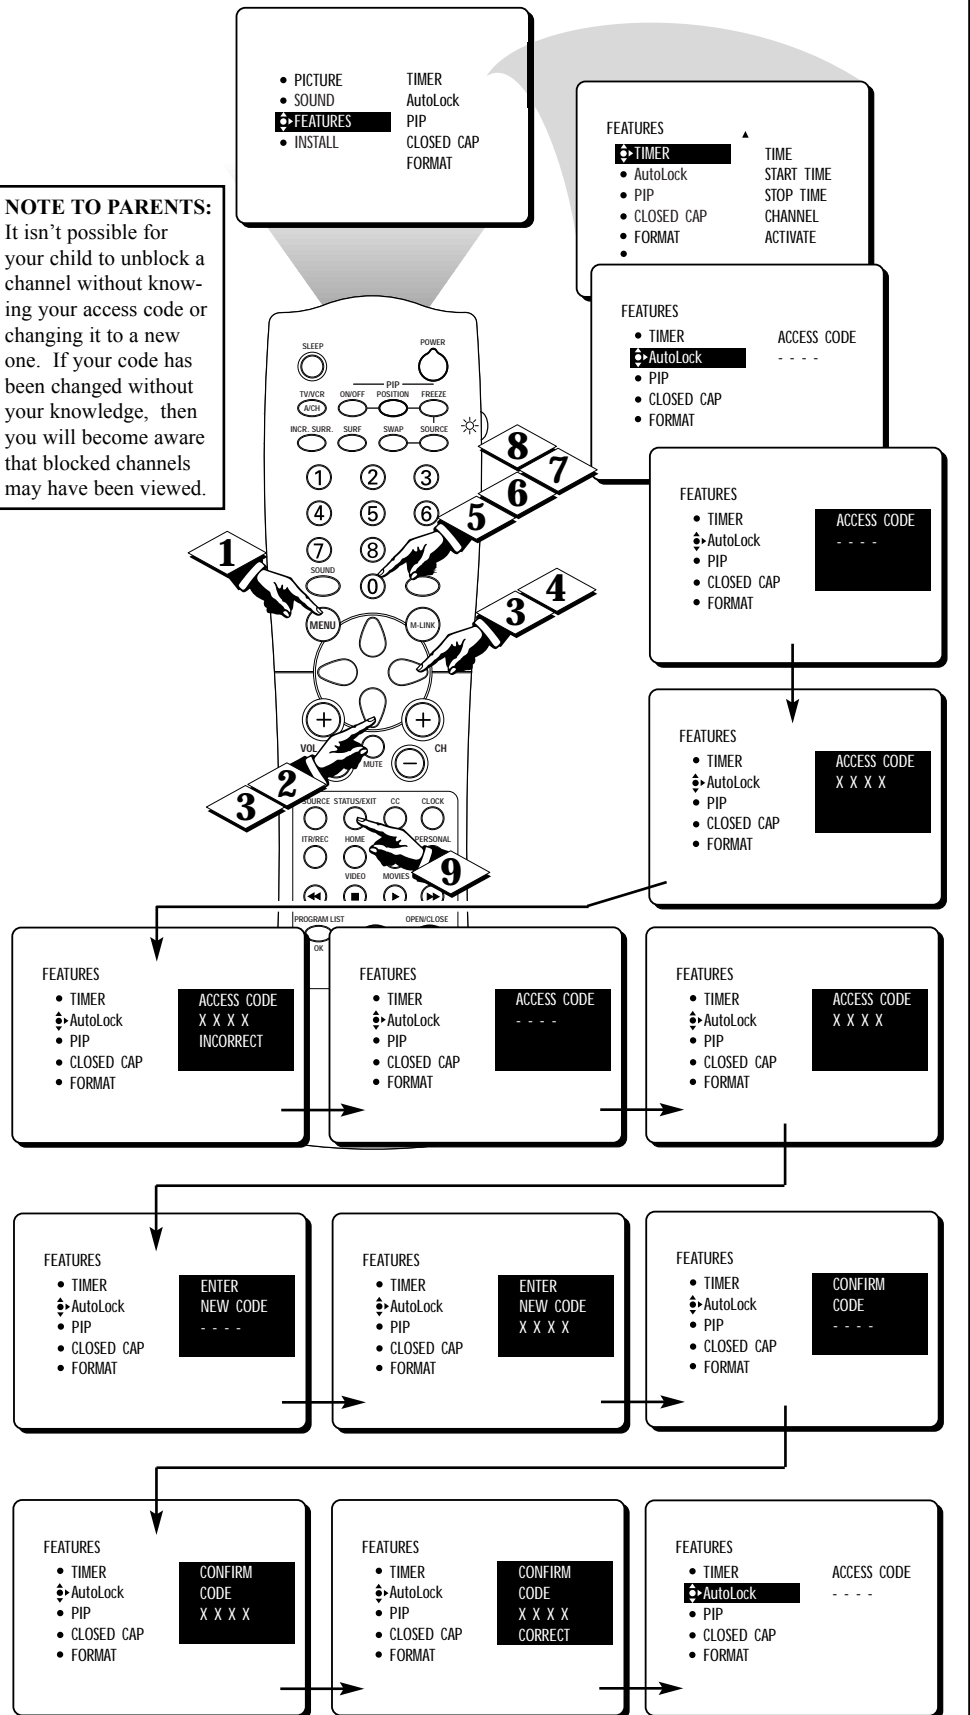 • PICTURE TIMER
• SOUND AutoLock
FEATURES PIP
• INSTALL CLOSED CAP
FORMAT
FEATURES
TIMER TIME
• AutoLock START TIME
• PIP STOP TIME
• CLOSED CAP CHANNEL
• FORMAT ACTIVATE
•
NOTE TO PARENTS:
It isn’t possible for
your child to unblock a
channel without know-
ing your access code or
changing it to a new
one. If your code has
been changed without
your knowledge, then
you will become aware
that blocked channels
may have been viewed.
FEATURES
• TIMER ACCESS CODE
AutoLock - - - -
• PIP
• CLOSED CAP
• FORMAT
SLEEP POWER
PIP
TV/VCR ON/OFF POSITION FREEZE
A/CH
INCR. SURR. SURF SWAP SOURCE
1 2 3
4 5 6
7 8
SOUND 0
MENU M-LINK
VOL MUTE CH
SOURCE STATUS/EXIT CC CLOCK
ITR/REC HOME PERSONAL
VIDEO MOVIES
PROGRAM LIST OPEN/CLOSE
OK
8
7
6
5
1
4
3
2
3
9
FEATURES
• TIMER ACCESS CODE
AutoLock - - - -
• PIP
• CLOSED CAP
• FORMAT
FEATURES
• TIMER ACCESS CODE
AutoLock X X X X
• PIP
• CLOSED CAP
• FORMAT
FEATURES
• TIMER ACCESS CODE
AutoLock X X X X
• PIP INCORRECT
• CLOSED CAP
• FORMAT
FEATURES
• TIMER ACCESS CODE
AutoLock - - - -
• PIP
• CLOSED CAP
• FORMAT
FEATURES
• TIMER ACCESS CODE
AutoLock X X X X
• PIP
• CLOSED CAP
• FORMAT
FEATURES
• TIMER ENTER
AutoLock NEW CODE
• PIP - - - -
• CLOSED CAP
• FORMAT
FEATURES
• TIMER ENTER
AutoLock NEW CODE
• PIP X X X X
• CLOSED CAP
• FORMAT
FEATURES
• TIMER CONFIRM
AutoLock CODE
• PIP - - - -
• CLOSED CAP
• FORMAT
FEATURES
• TIMER CONFIRM
AutoLock CODE
• PIP X X X X
• CLOSED CAP
• FORMAT
FEATURES
• TIMER CONFIRM
AutoLock CODE
• PIP X X X X
• CLOSED CAP CORRECT
• FORMAT
FEATURES
• TIMER ACCESS CODE
AutoLock - - - -
• PIP
• CLOSED CAP
• FORMAT